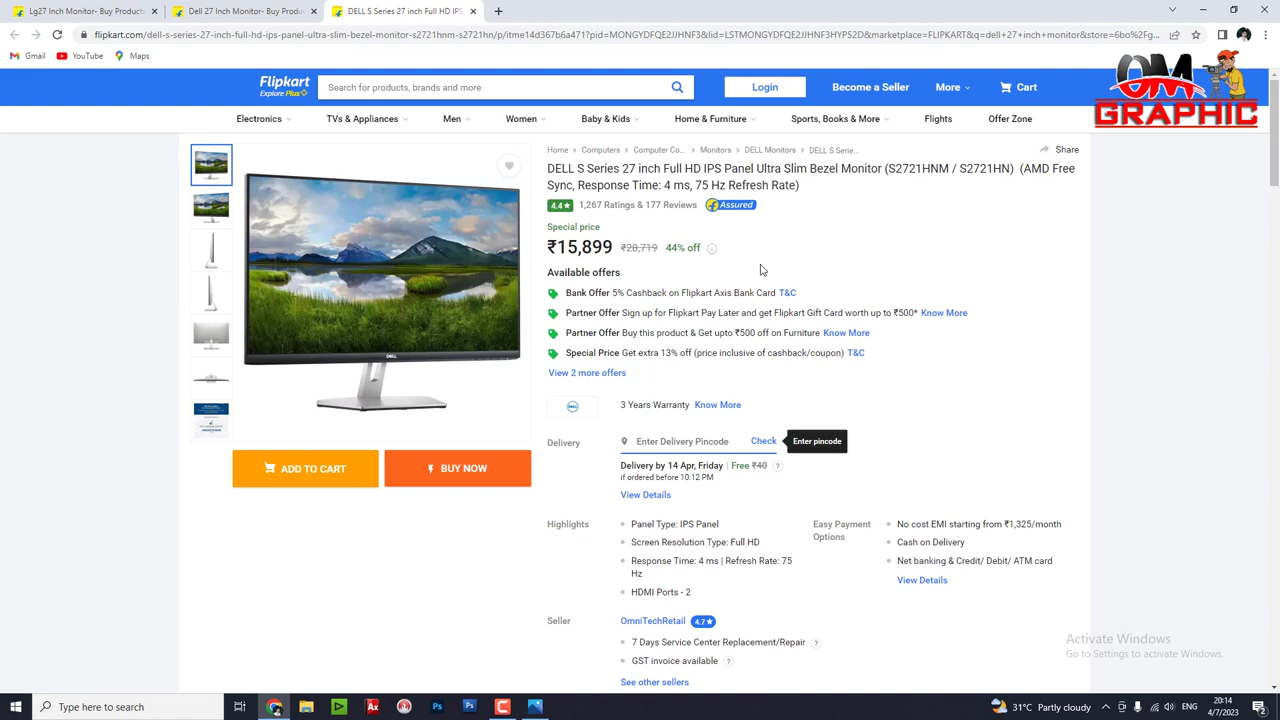 Lg27 inch Monitor - Buy Product
Dell 27 inch Monitor - Buy Produ
DELL S Series 27 inch Full HD IPS
flipkart.com/dell-s-series-27-inch-full-hd-ips-panel-ultra-slim-bezel-monitor-s2721hnm-s2721hn/p/itme14d367b6a471?pid=MONGYDFQE2JJHNF3&lid=LSTMONGYDFQE2JJHNF3HYP52D&marketplace=FLIPKART&q=dell+27+inch+monitor&store=6bo%2Fg...
Gmail YouTube Maps
Flipkart
Explore Plus
Search for products, brands and more
Login
Become a Seller
More
Cart
OM
GRAPHIC
Electronics
TVs & Appliances
Men
Women
Baby & Kids
Home & Furniture
Sports, Books & More
Flights
Offer Zone
Home > Computers > Computer Co... > Monitors > DELL Monitors > DELL S Serie...
Share
DELL S Series 27 inch Full HD IPS Panel Ultra Slim Bezel Monitor (S2721HNM / S2721HN) (AMD Free
Sync, Response Time: 4 ms, 75 Hz Refresh Rate)
4.4★ 1,267 Ratings & 177 Reviews Assured
Special price
₹15,899 ₹28,719 44% off i
Available offers
Bank Offer 5% Cashback on Flipkart Axis Bank Card T&C
Partner Offer Sign up for Flipkart Pay Later and get Flipkart Gift Card worth up to ₹500* Know More
Partner Offer Buy this product & Get upto ₹500 off on Furniture Know More
Special Price Get extra 13% off (price inclusive of cashback/coupon) T&C
View 2 more offers
DELL
3 Years Warranty Know More
DELL
Delivery
Enter Delivery Pincode Check
Enter pincode
Delivery by 14 Apr, Friday | Free ₹40 ?
if ordered before 10:12 PM
View Details
ADD TO CART
BUY NOW
Highlights
Panel Type: IPS Panel
Screen Resolution Type: Full HD
Response Time: 4 ms | Refresh Rate: 75
Hz
HDMI Ports - 2
Easy Payment
Options
No cost EMI starting from ₹1,325/month
Cash on Delivery
Net banking & Credit/ Debit/ ATM card
View Details
Seller
OmniTechRetail 4.7★
7 Days Service Center Replacement/Repair ?
GST invoice available ?
See other sellers
Activate Windows
Go to Settings to activate Windows.
Type here to search
31°C Partly cloudy
ENG
20:14
4/7/2023